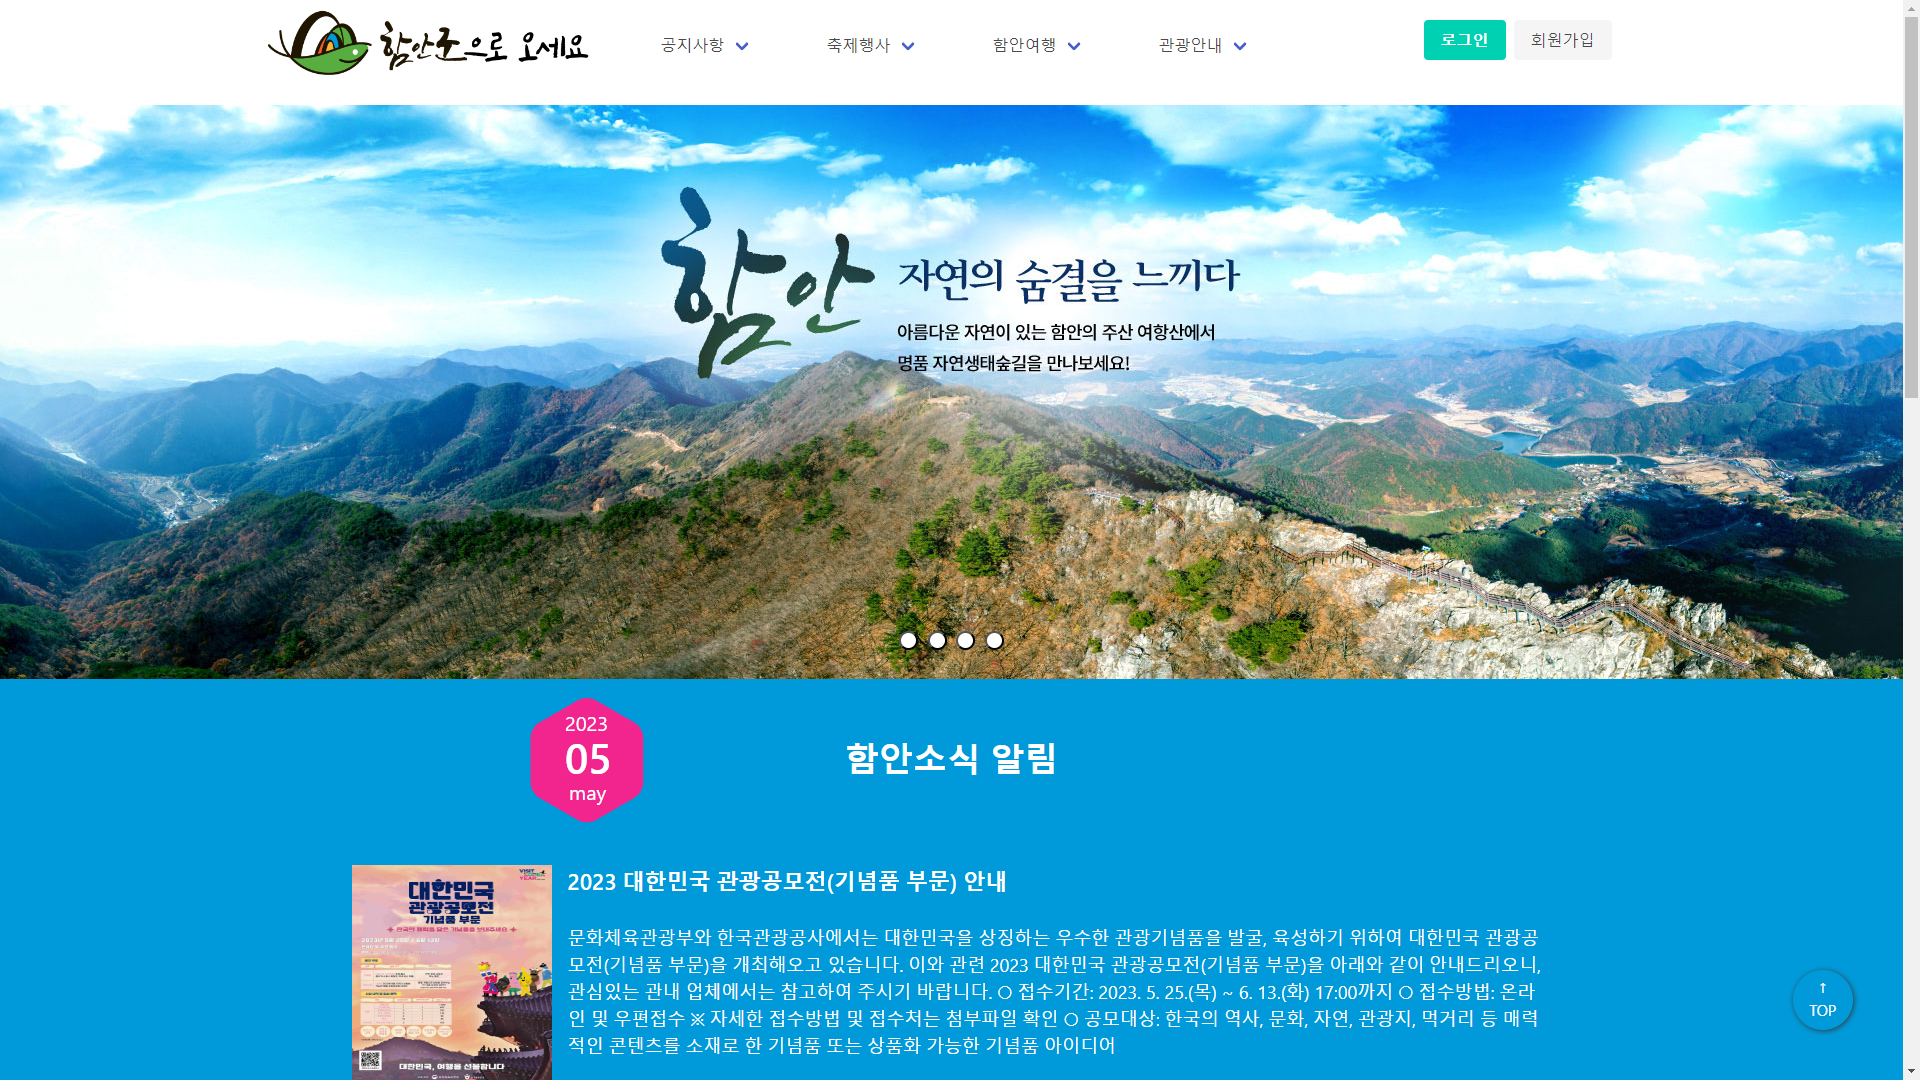 함안군으로 오세요
공지사항
축제행사
함안여행
관광안내
로그인
회원가입
함안
자연의 숨결을 느끼다
아름다운 자연이 있는 함안의 주산 여항산에서
명품 자연생태숲길을 만나보세요!
2023
05
may
함안소식 알림
대한민국
관광공모전
기념품 부문
대한민국, 여행을 선물합니다
2023 대한민국 관광공모전(기념품 부문) 안내
문화체육관광부와 한국관광공사에서는 대한민국을 상징하는 우수한 관광기념품을 발굴, 육성하기 위하여 대한민국 관광공
모전(기념품 부문)을 개최해오고 있습니다. 이와 관련 2023 대한민국 관광공모전(기념품 부문)을 아래와 같이 안내드리오니,
관심있는 관내 업체에서는 참고하여 주시기 바랍니다. ○ 접수기간: 2023. 5. 25.(목) ~ 6. 13.(화) 17:00까지 ○ 접수방법: 온라
인 및 우편접수 ※ 자세한 접수방법 및 접수처는 첨부파일 확인 ○ 공모대상: 한국의 역사, 문화, 자연, 관광지, 먹거리 등 매력
적인 콘텐츠를 소재로 한 기념품 또는 상품화 가능한 기념품 아이디어
↑
TOP